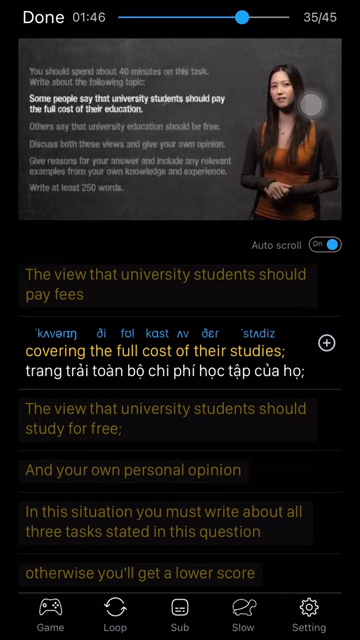 Done 01:46 35/45
You should spend about 40 minutes on this task.
Write about the following topic:
Some people say that university students should pay
the full cost of their education.
Others say that university education should be free.
Discuss both these views and give your own opinion.
Give reasons for your answer and include any relevant
examples from your own knowledge and experience.
Write at least 250 words.
Auto scroll On
The view that university students should
pay fees
ˈkʌvərɪŋ ði fʊl kɑst ʌv ðɛr ˈstʌdiz
covering the full cost of their studies;
trang trải toàn bộ chi phí học tập của họ;
The view that university students should
study for free;
And your own personal opinion
In this situation you must write about all
three tasks stated in this question
otherwise you'll get a lower score
Game Loop Sub Slow Setting